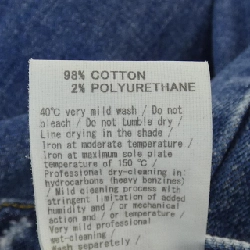 98% COTTON
2% POLYURETHANE
40°C very mild wash / Do not
bleach / Do not tumble dry /
Line drying in the shade /
Iron at moderate temperature /
Iron at maximum sole plate
temperature of 150 °C /
Professional dry-cleaning in:
hydrocarbons (heavy benzines)
/ Mild cleaning process with
stringent limitation of added
humidity and / or mechanical
action and / or temperature
/ Very mild professional
wet-cleaning /
Wash separately /